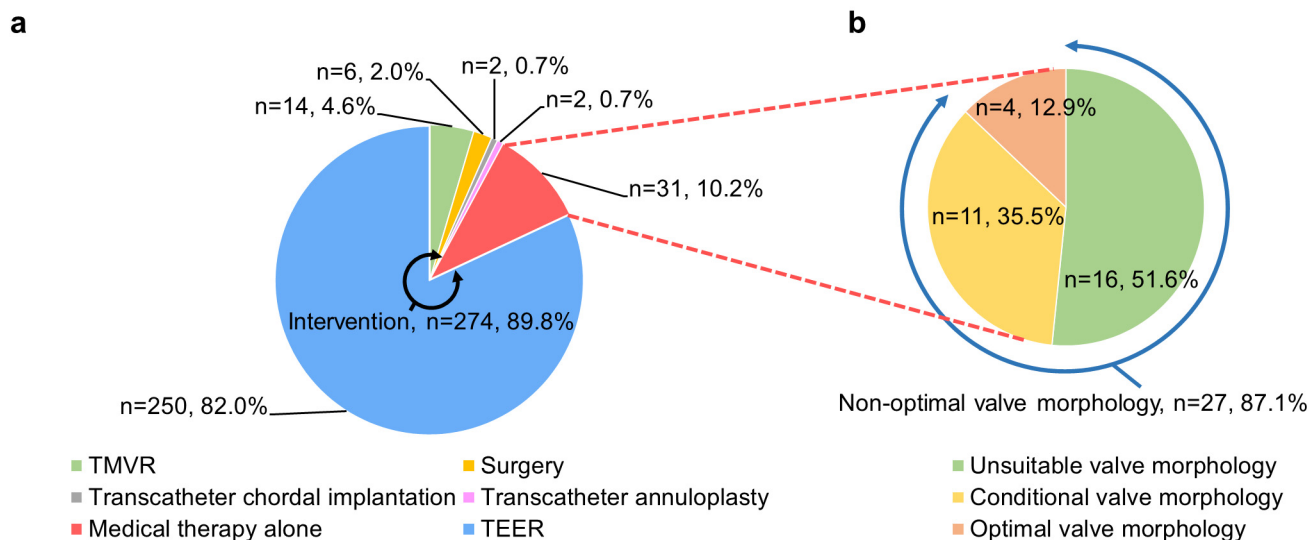 a
b
n=6, 2.0%
n=2, 0.7%
n=14, 4.6%
n=2, 0.7%
n=31, 10.2%
Intervention, n=274, 89.8%
n=250, 82.0%
TMVR
Surgery
Transcatheter chordal implantation
Transcatheter annuloplasty
Medical therapy alone
TEER
n=4, 12.9%
n=11, 35.5%
n=16, 51.6%
Non-optimal valve morphology, n=27, 87.1%
Unsuitable valve morphology
Conditional valve morphology
Optimal valve morphology